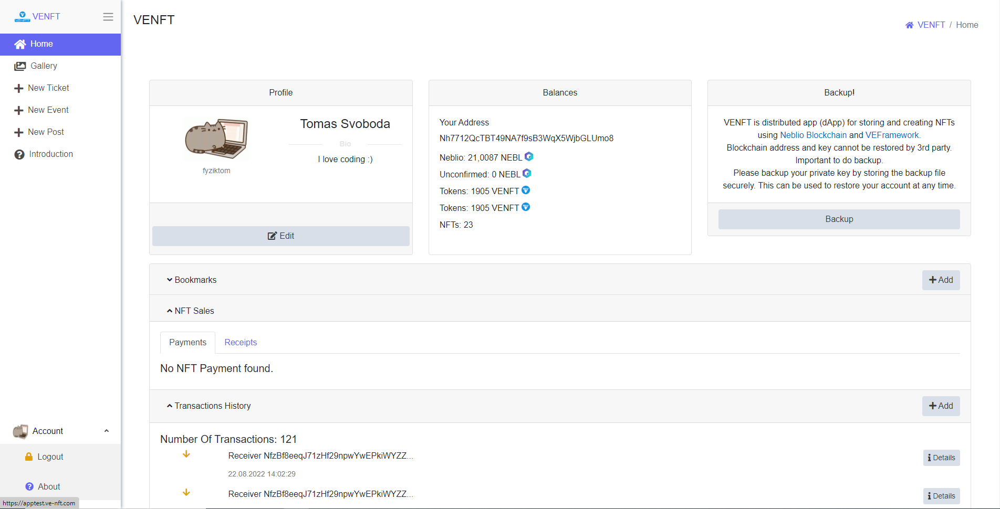 VENFT
Home
Gallery
New Ticket
New Event
New Post
Introduction
Account
Logout
About
https://apptest.ve-nft.com
VENFT
VENFT / Home
Profile
Tomas Svoboda
Bio
I love coding :)
fyziktom
Edit
Balances
Your Address
Nh7712QcTBT49NA7f9sB3WqX5WjbGLUmo8
Neblio: 21,0087 NEBL
Unconfirmed: 0 NEBL
Tokens: 1905 VENFT
Tokens: 1905 VENFT
NFTs: 23
Backup!
VENFT is distributed app (dApp) for storing and creating NFTs
using Neblio Blockchain and VEFramework.
Blockchain address and key cannot be restored by 3rd party.
Important to do backup.
Please backup your private key by storing the backup file
securely. This can be used to restore your account at any time.
Backup
Bookmarks
Add
NFT Sales
Payments
Receipts
No NFT Payment found.
Transactions History
Add
Number Of Transactions: 121
Receiver NfzBf8eeqJ71zHf29npwYwEPkiWYZZ...
Details
22.08.2022 14:02:29
Receiver NfzBf8eeqJ71zHf29npwYwEPkiWYZZ...
Details